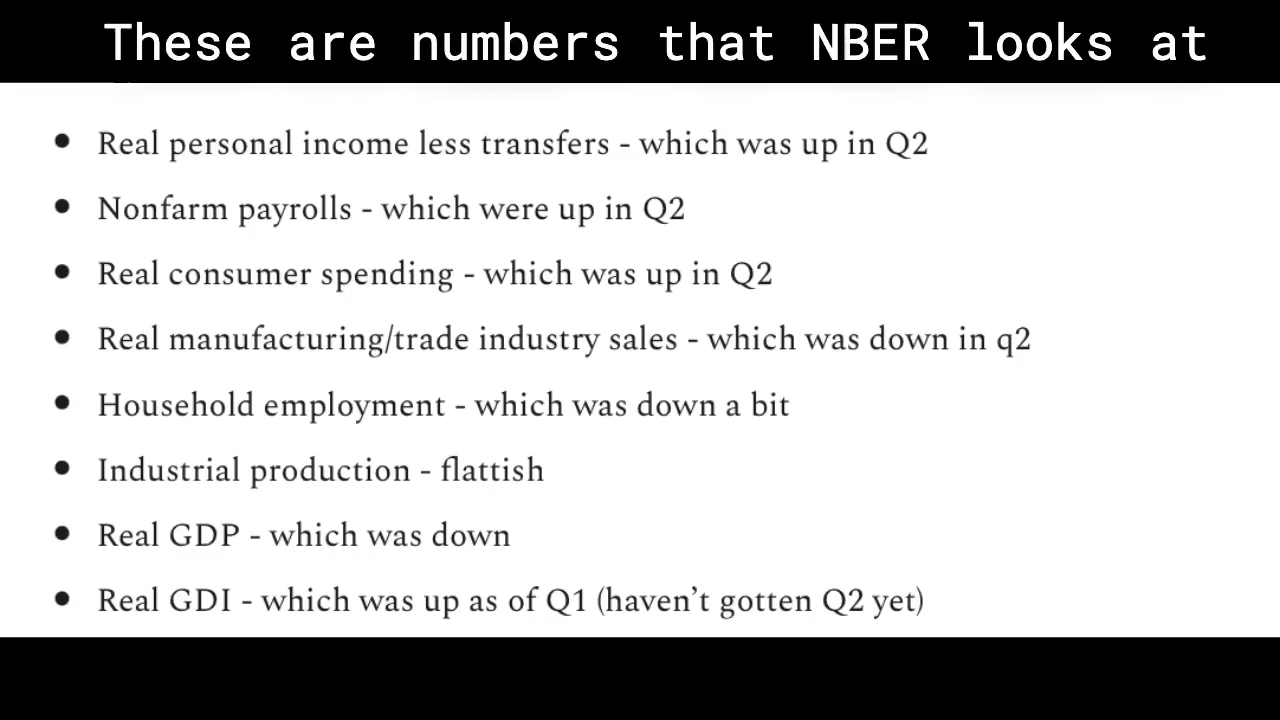 These are numbers that NBER looks at
• Real personal income less transfers - which was up in Q2
• Nonfarm payrolls - which were up in Q2
• Real consumer spending - which was up in Q2
• Real manufacturing/trade industry sales - which was down in q2
• Household employment - which was down a bit
• Industrial production - flattish
• Real GDP - which was down
• Real GDI - which was up as of Q1 (haven’t gotten Q2 yet)